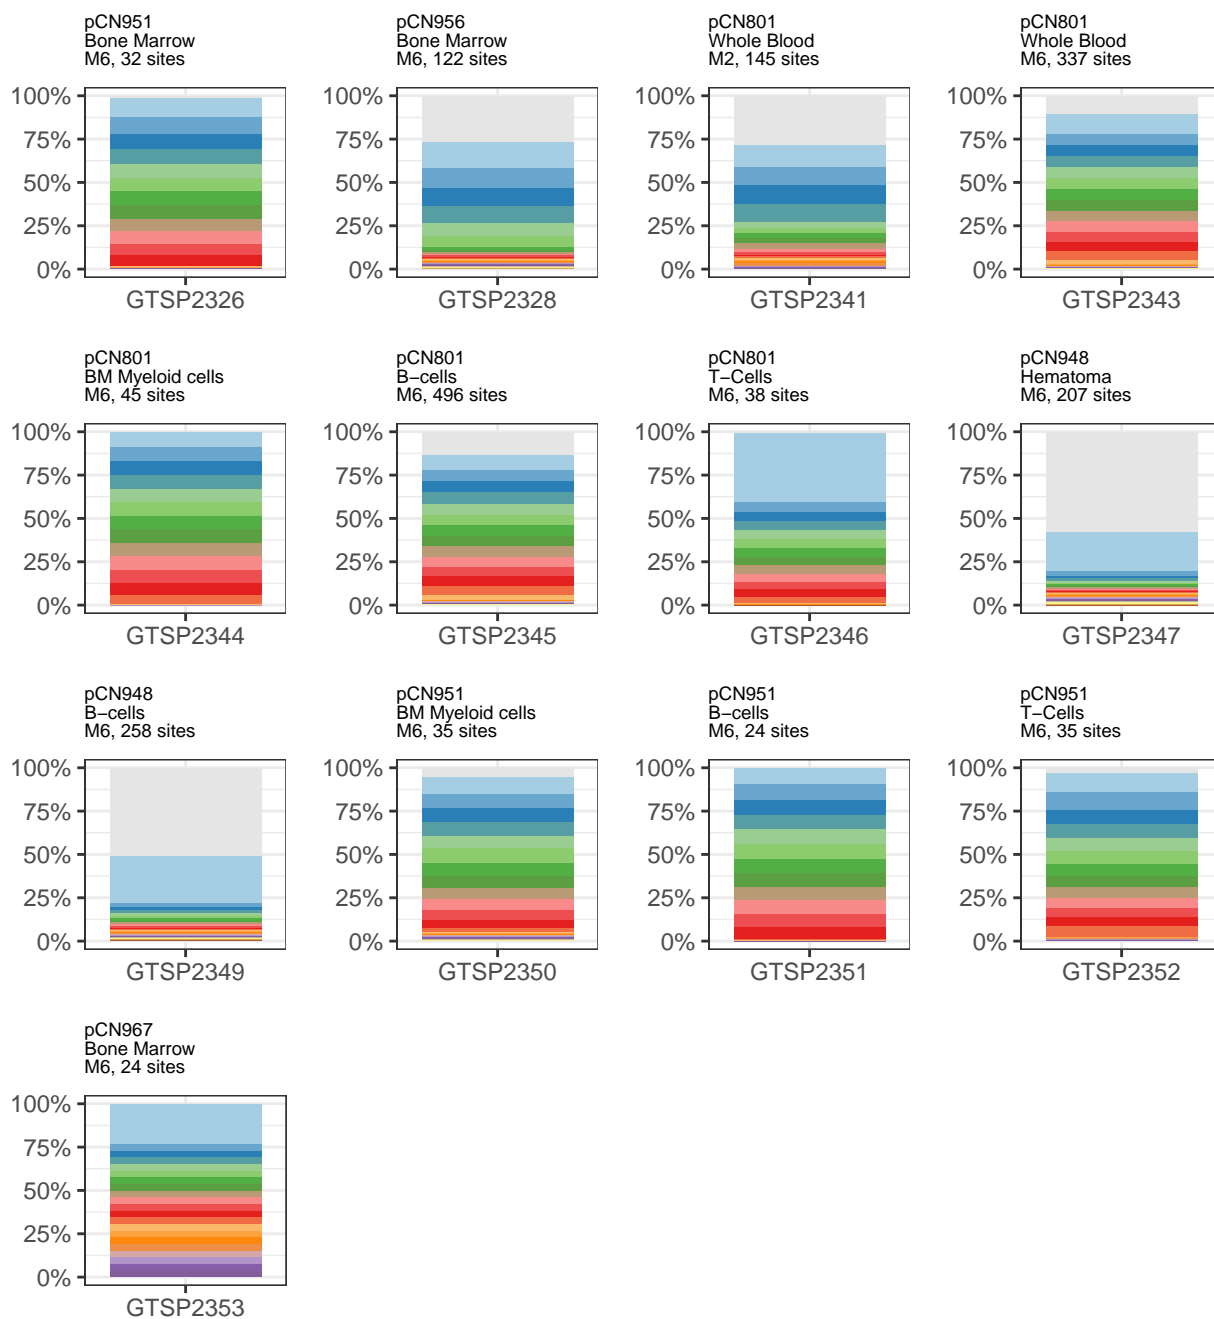 pCN951
Bone Marrow
M6, 32 sites
100%
75%
50%
25%
0%
GTSP2326
pCN956
Bone Marrow
M6, 122 sites
100%
75%
50%
25%
0%
GTSP2328
pCN801
Whole Blood
M2, 145 sites
100%
75%
50%
25%
0%
GTSP2341
pCN801
Whole Blood
M6, 337 sites
100%
75%
50%
25%
0%
GTSP2343
pCN801
BM Myeloid cells
M6, 45 sites
100%
75%
50%
25%
0%
GTSP2344
pCN801
B−cells
M6, 496 sites
100%
75%
50%
25%
0%
GTSP2345
pCN801
T−Cells
M6, 38 sites
100%
75%
50%
25%
0%
GTSP2346
pCN948
Hematoma
M6, 207 sites
100%
75%
50%
25%
0%
GTSP2347
pCN948
B−cells
M6, 258 sites
100%
75%
50%
25%
0%
GTSP2349
pCN951
BM Myeloid cells
M6, 35 sites
100%
75%
50%
25%
0%
GTSP2350
pCN951
B−cells
M6, 24 sites
100%
75%
50%
25%
0%
GTSP2351
pCN951
T−Cells
M6, 35 sites
100%
75%
50%
25%
0%
GTSP2352
pCN967
Bone Marrow
M6, 24 sites
100%
75%
50%
25%
0%
GTSP2353